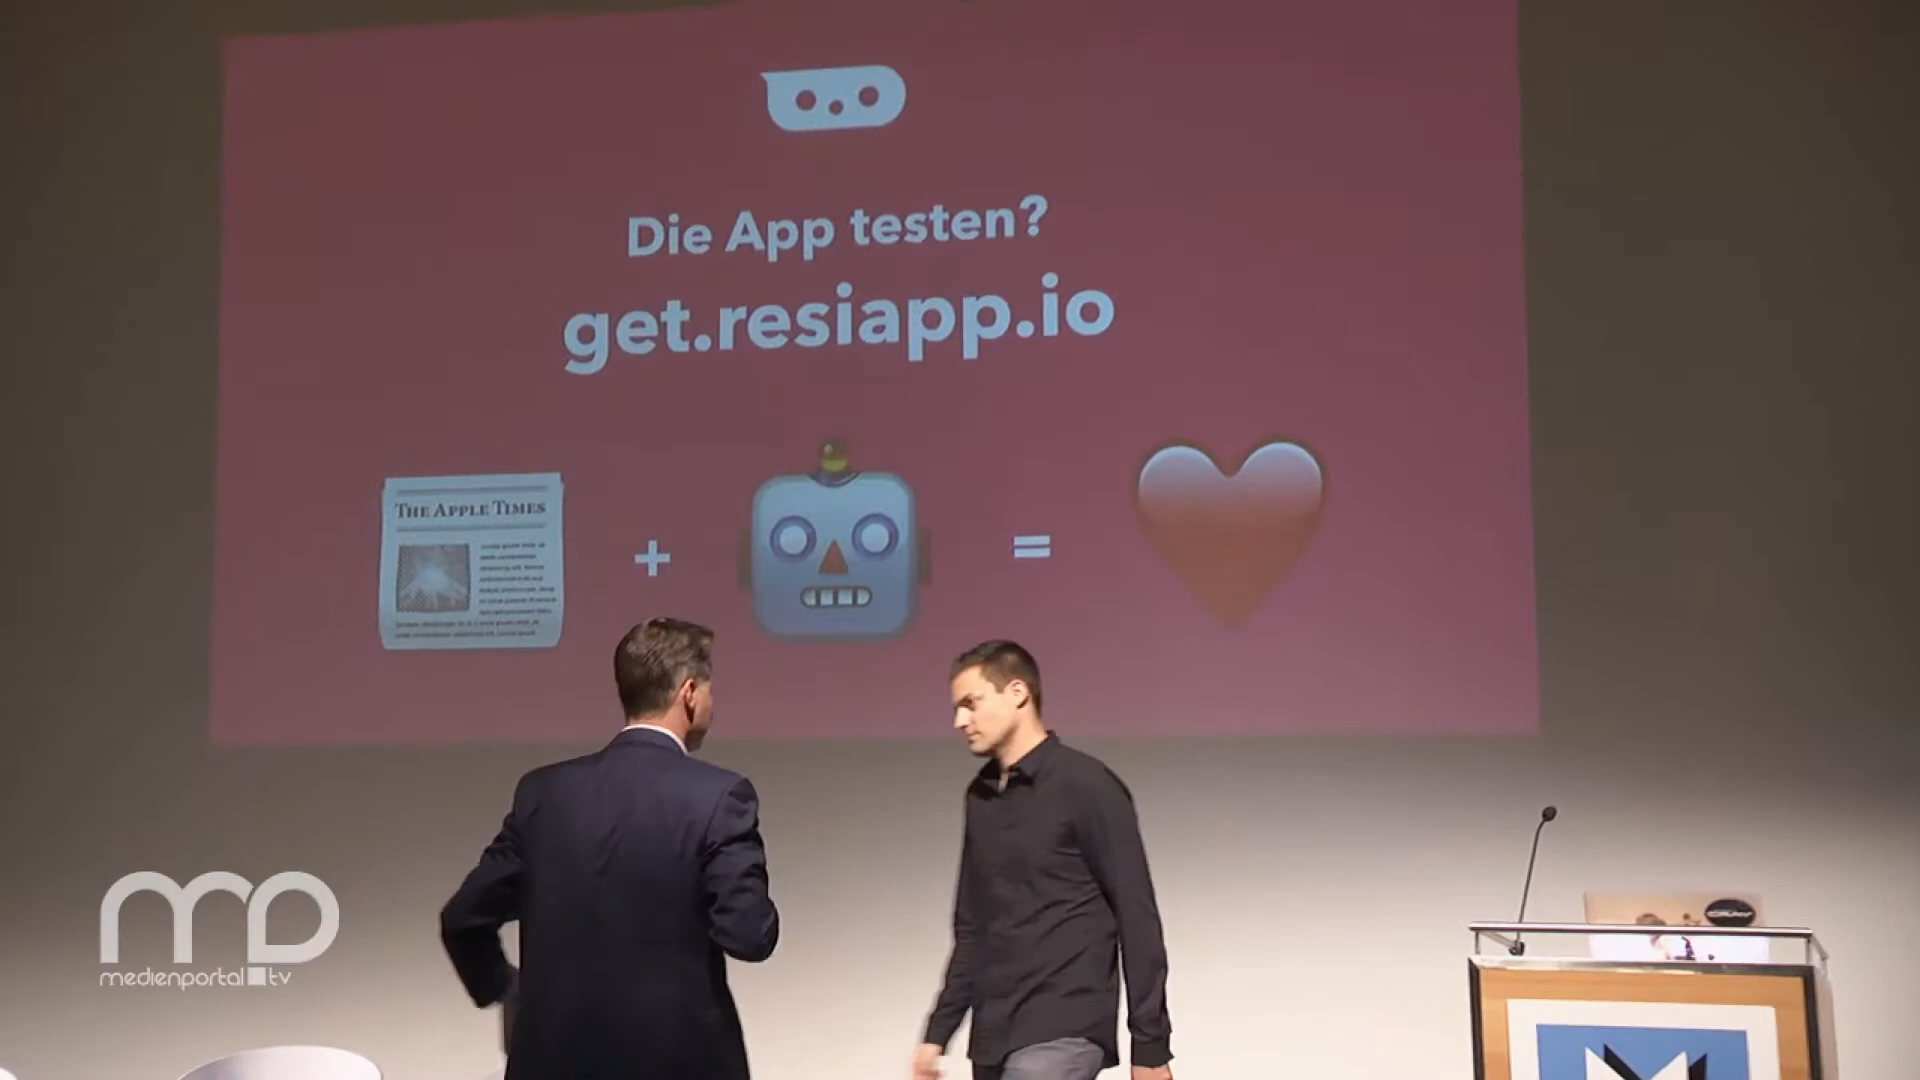 Die App testen?
get.resiapp.io
THE APPLE TIMES
+
=
medienportal.tv